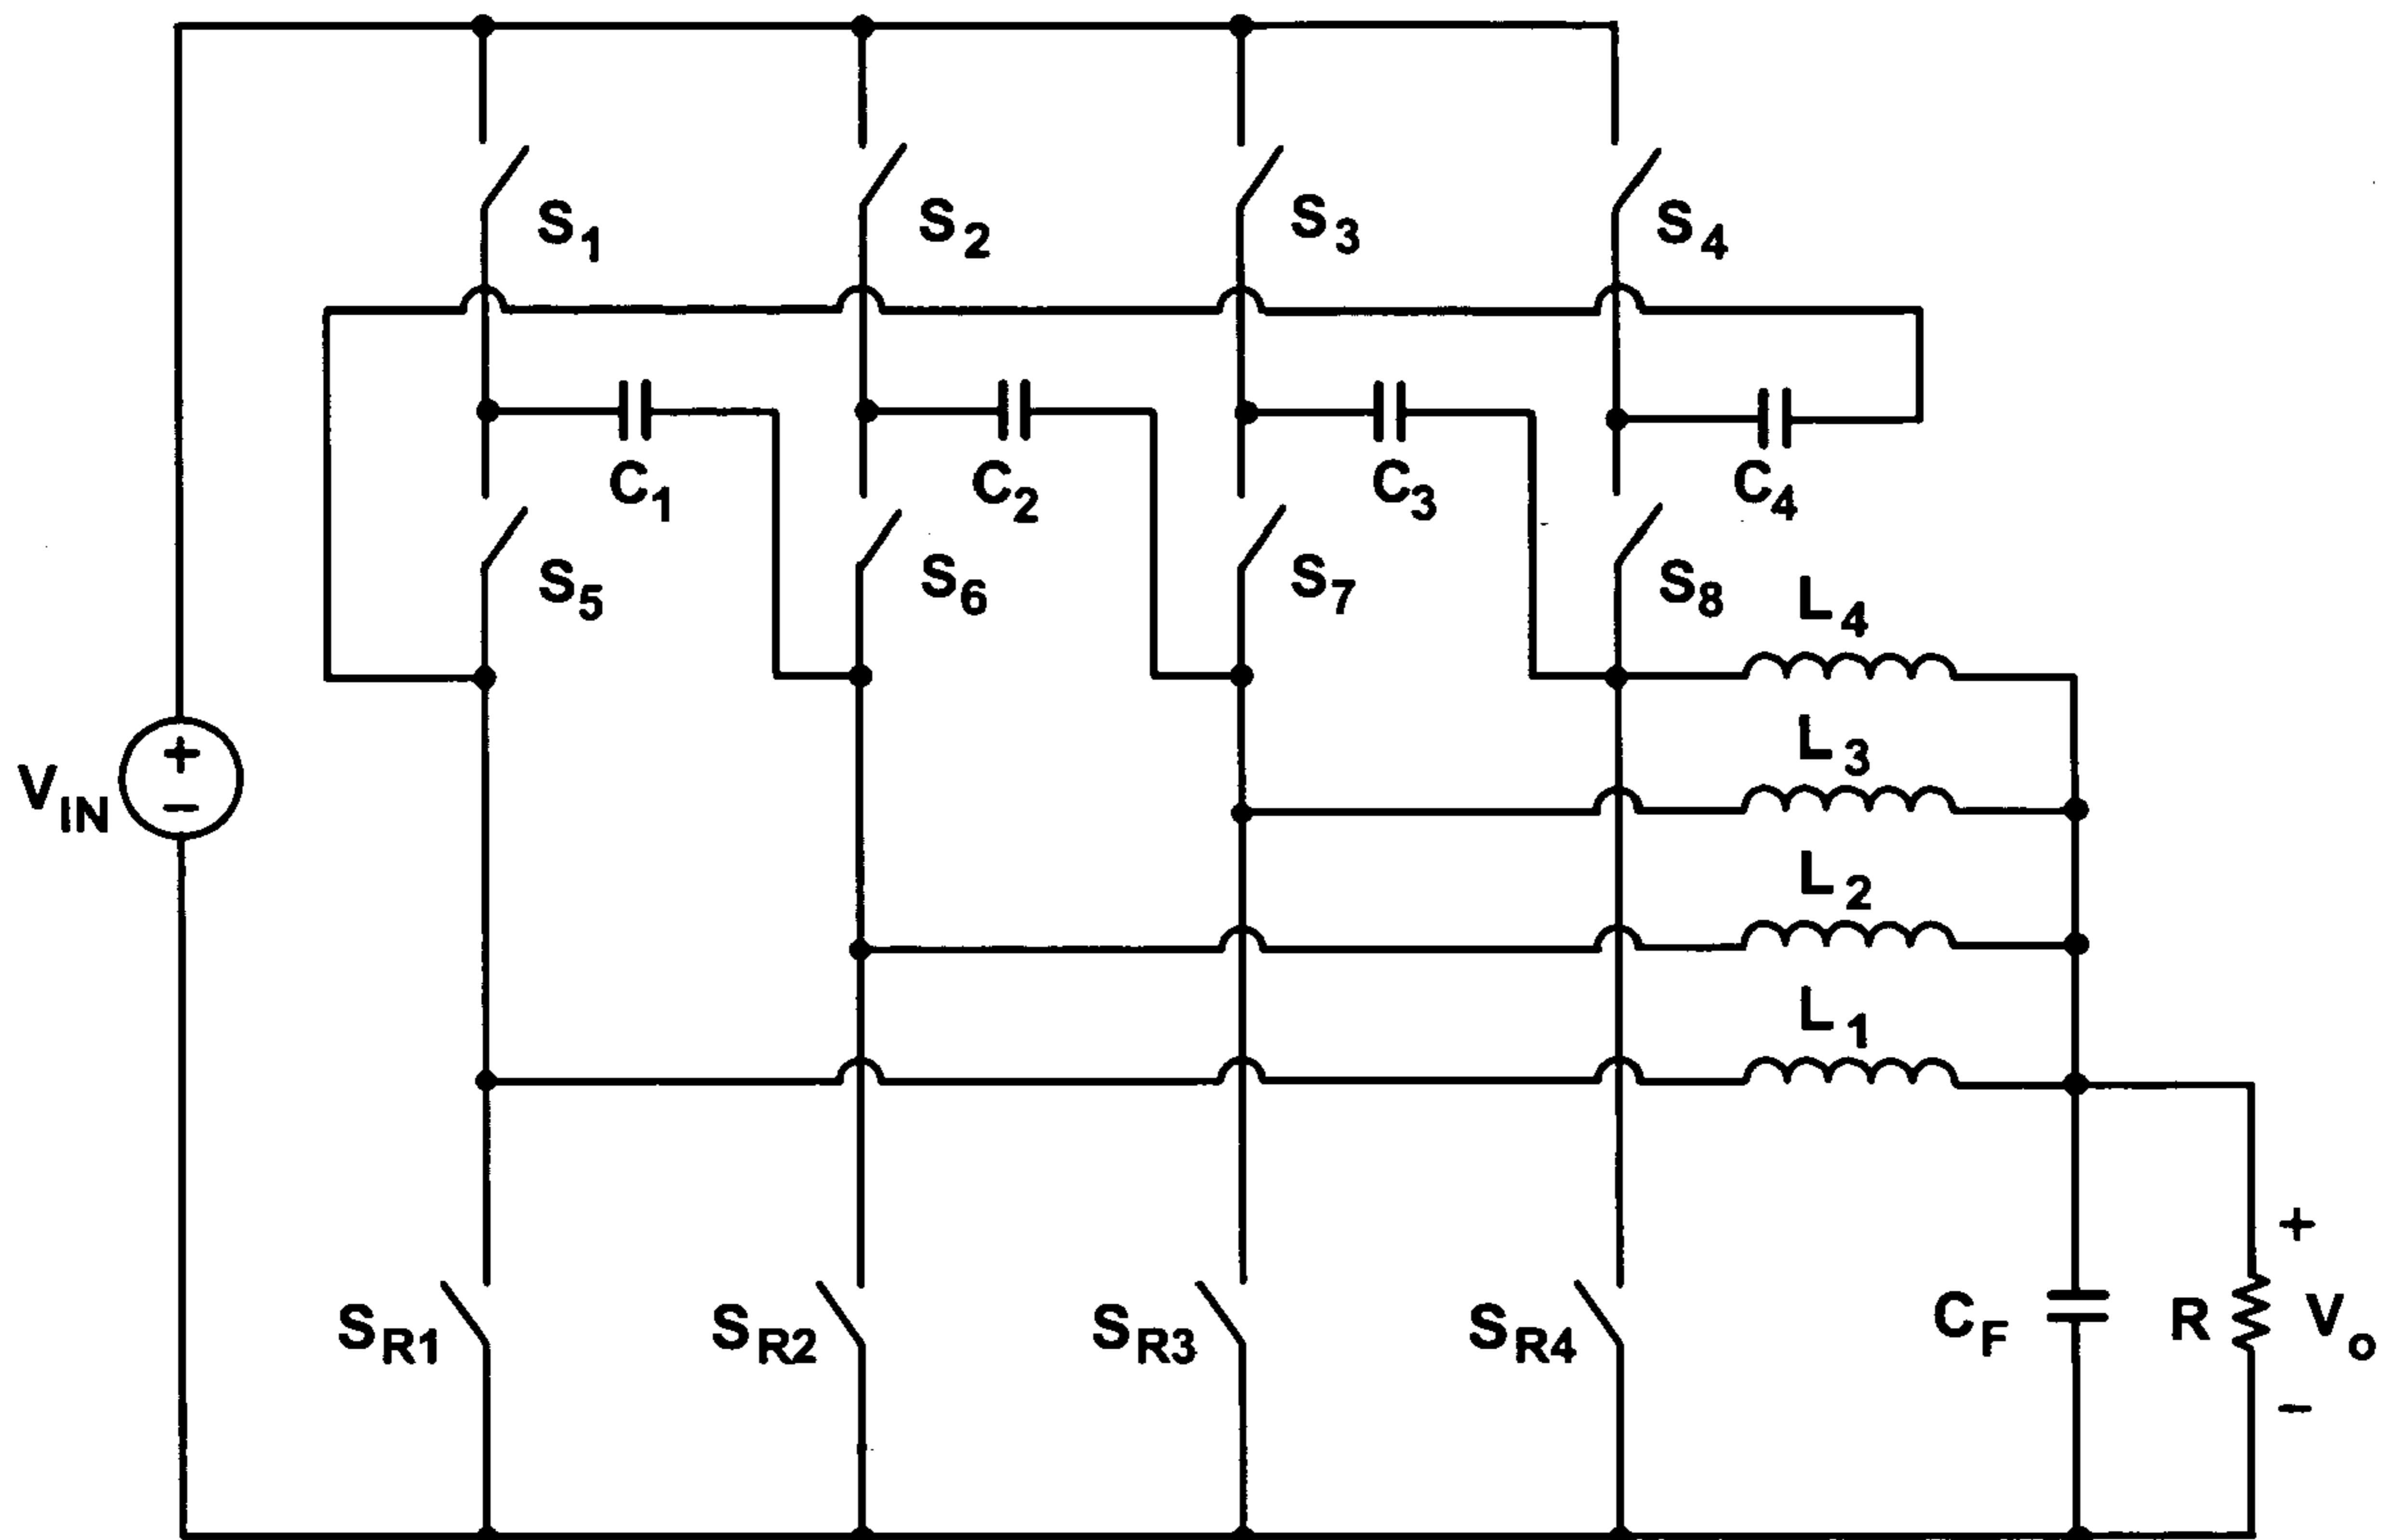 S1
S2
S3
S4
C1
C2
C3
C4
S5
S6
S7
S8
L4
L3
VIN
+
−
L2
L1
SR1
SR2
SR3
SR4
CF
R
+
Vo
−